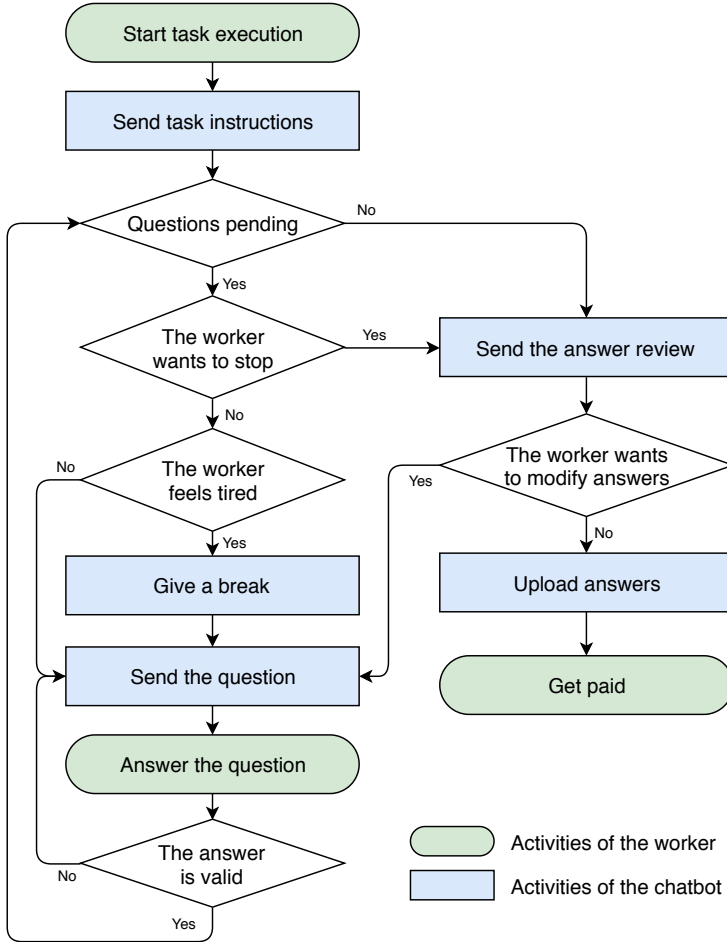 Start task execution
Send task instructions
Questions pending
No
Yes
The worker
wants to stop
Yes
Send the answer review
No
The worker
feels tired
No
The worker wants
to modify answers
Yes
Yes
No
Give a break
Upload answers
Send the question
Get paid
Answer the question
The answer
is valid
No
Yes
Activities of the worker
Activities of the chatbot